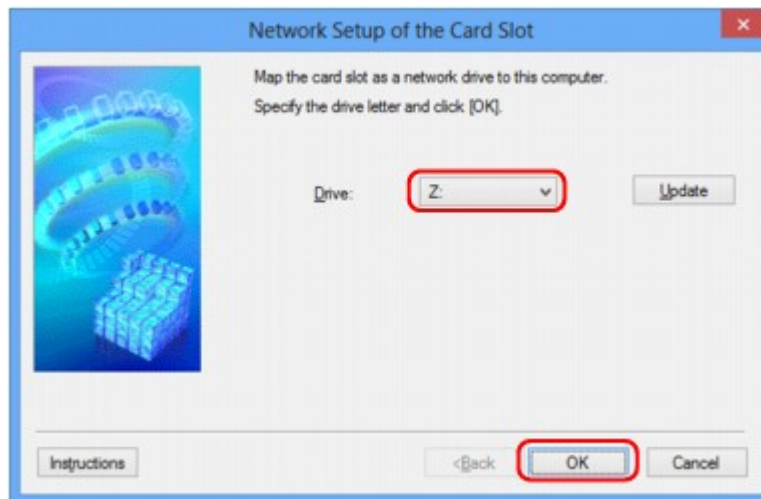 Network Setup of the Card Slot
Map the card slot as a network drive to this computer.
Specify the drive letter and click [OK].
Drive: Z: Update
Instructions <Back OK Cancel